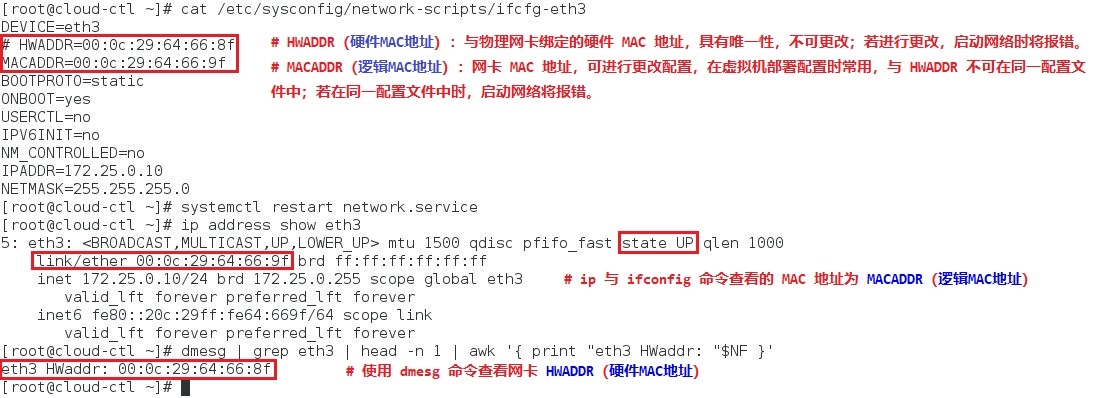 [root@cloud-ctl ~]# cat /etc/sysconfig/network-scripts/ifcfg-eth3
DEVICE=eth3
# HWADDR=00:0c:29:64:66:8f
MACADDR=00:0c:29:64:66:9f
BOOTPROTO=static
ONBOOT=yes
USERCTL=no
IPV6INIT=no
NM_CONTROLLED=no
IPADDR=172.25.0.10
NETMASK=255.255.255.0
# HWADDR（硬件MAC地址）：与物理网卡绑定的硬件 MAC 地址，具有唯一性，不可更改；若进行更改，启动网络时将报错。
# MACADDR（逻辑MAC地址）：网卡 MAC 地址，可进行更改配置，在虚拟机部署配置时常用，与 HWADDR 不可在同一配置文
件中；若在同一配置文件中时，启动网络将报错。
[root@cloud-ctl ~]# systemctl restart network.service
[root@cloud-ctl ~]# ip address show eth3
5: eth3: <BROADCAST,MULTICAST,UP,LOWER_UP> mtu 1500 qdisc pfifo_fast state UP qlen 1000
link/ether 00:0c:29:64:66:9f brd ff:ff:ff:ff:ff:ff
inet 172.25.0.10/24 brd 172.25.0.255 scope global eth3
# ip 与 ifconfig 命令查看的 MAC 地址为 MACADDR（逻辑MAC地址）
valid_lft forever preferred_lft forever
inet6 fe80::20c:29ff:fe64:669f/64 scope link
valid_lft forever preferred_lft forever
[root@cloud-ctl ~]# dmesg | grep eth3 | head -n 1 | awk '{ print "eth3 HWaddr: "$NF }'
eth3 HWaddr: 00:0c:29:64:66:8f
# 使用 dmesg 命令查看网卡 HWADDR（硬件MAC地址）
[root@cloud-ctl ~]#